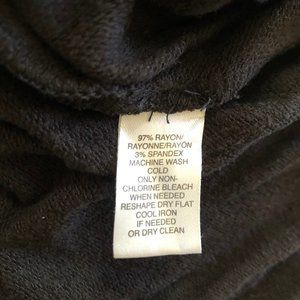 97% RAYON/
RAYONNE/RAYÓN
3% SPANDEX
MACHINE WASH
COLD
ONLY NON-
CHLORINE BLEACH
WHEN NEEDED
RESHAPE DRY FLAT
COOL IRON
IF NEEDED
OR DRY CLEAN